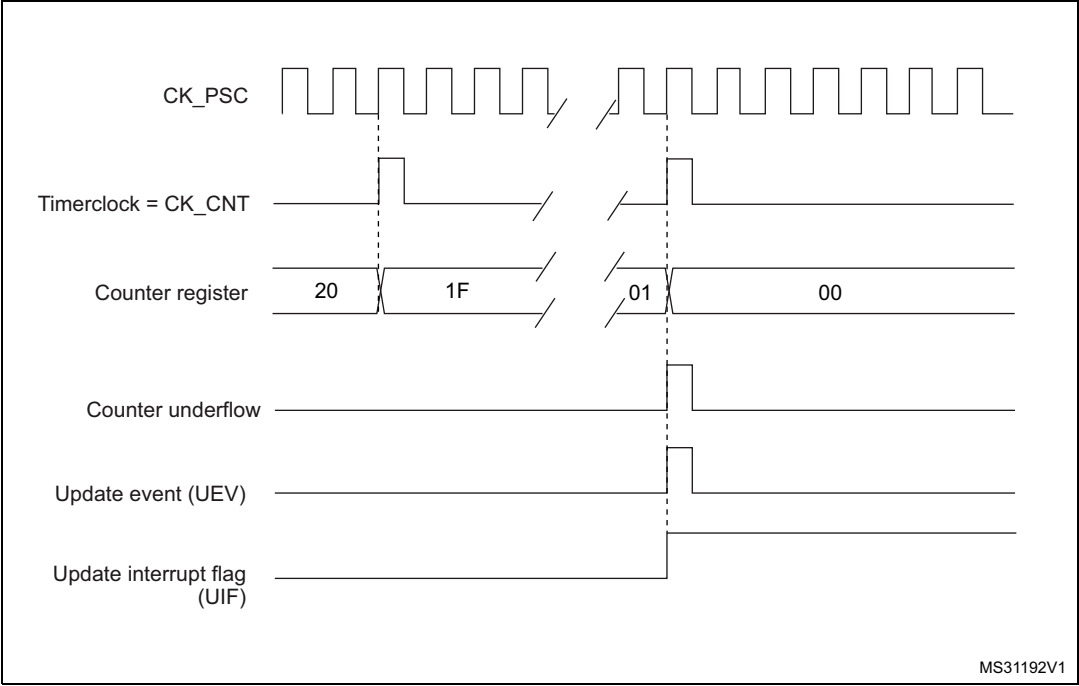 CK_PSC
Timerclock = CK_CNT
Counter register
20
1F
01
00
Counter underflow
Update event (UEV)
Update interrupt flag
(UIF)
MS31192V1